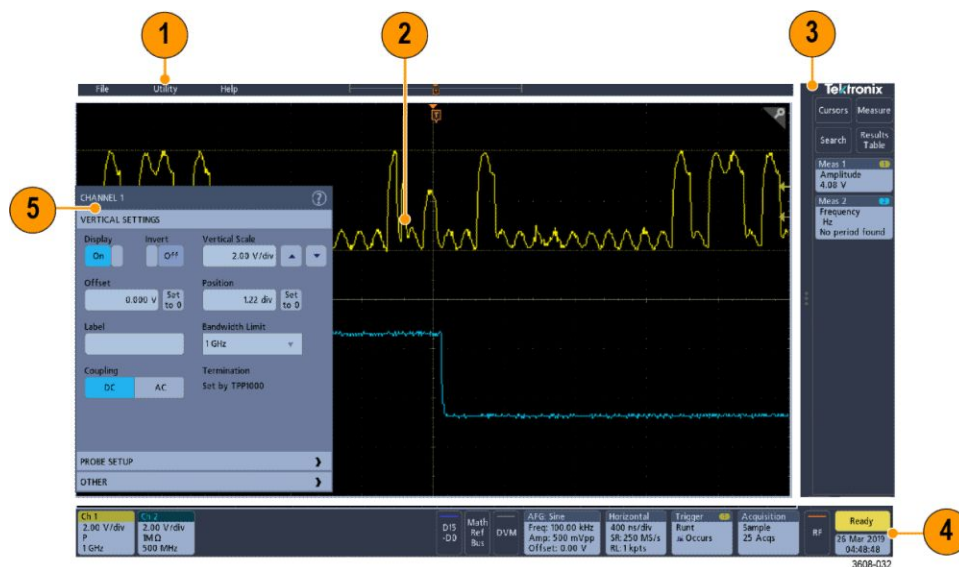 1
2
3
File Utility Help
Tektronix
T
Cursors Measure
Search Results Table
Meas 1 1
Amplitude
4.08 V
Meas 2 2
Frequency
Hz
No period found
5
CHANNEL 1 ?
VERTICAL SETTINGS
Display Invert Vertical Scale
On Off 2.00 V/div
Offset Position
0.000 V Set to 0 1.22 div Set to 0
Label Bandwidth Limit
1 GHz
Coupling Termination
DC AC Set by TPP1000
PROBE SETUP
OTHER
Ch 1
2.00 V/div
P
1 GHz
Ch 2
2.00 V/div
1MΩ
500 MHz
D15
-D0
Math
Ref
Bus
DVM
AFG: Sine
Freq: 100.00 kHz
Amp: 500 mVpp
Offset: 0.00 V
Horizontal
400 ns/div
SR: 250 MS/s
RL: 1 kpts
Trigger 1
Runt
Occurs
Acquisition
Sample
25 Acqs
RF
Ready
26 Mar 2019
04:48:48
4
3608-032